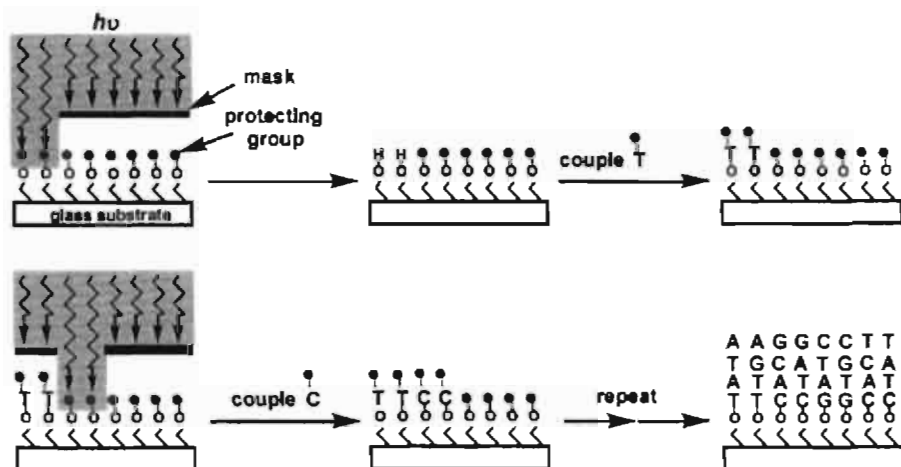 hυ
mask
protecting
group
H H
O O O O O O O O
O O O O O O O O
glass substrate
couple T
T T
O O O O O O O O
T T
O O O O O O O O
couple C
T T C C
O O O O O O O O
repeat
A A G G C C T T
T G C A T G C A
A T A T A T A T
T T C C G G C C
O O O O O O O O